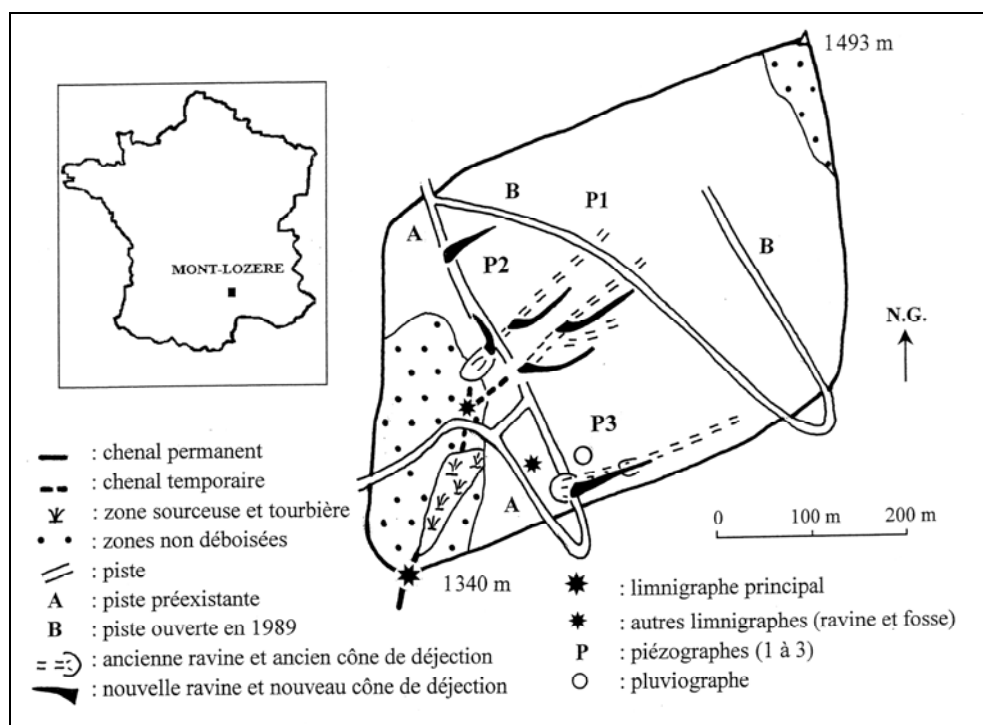 1493 m
MONT-LOZERE
B
P1
A
P2
B
N.G.
P3
A
0 100 m 200 m
1340 m
: chenal permanent
: chenal temporaire
: zone sourceuse et tourbière
: zones non déboisées
: piste
A : piste préexistante
B : piste ouverte en 1989
: ancienne ravine et ancien cône de déjection
: nouvelle ravine et nouveau cône de déjection
: limnigraphe principal
: autres limnigraphes (ravine et fosse)
P : piézographes (1 à 3)
: pluviographe